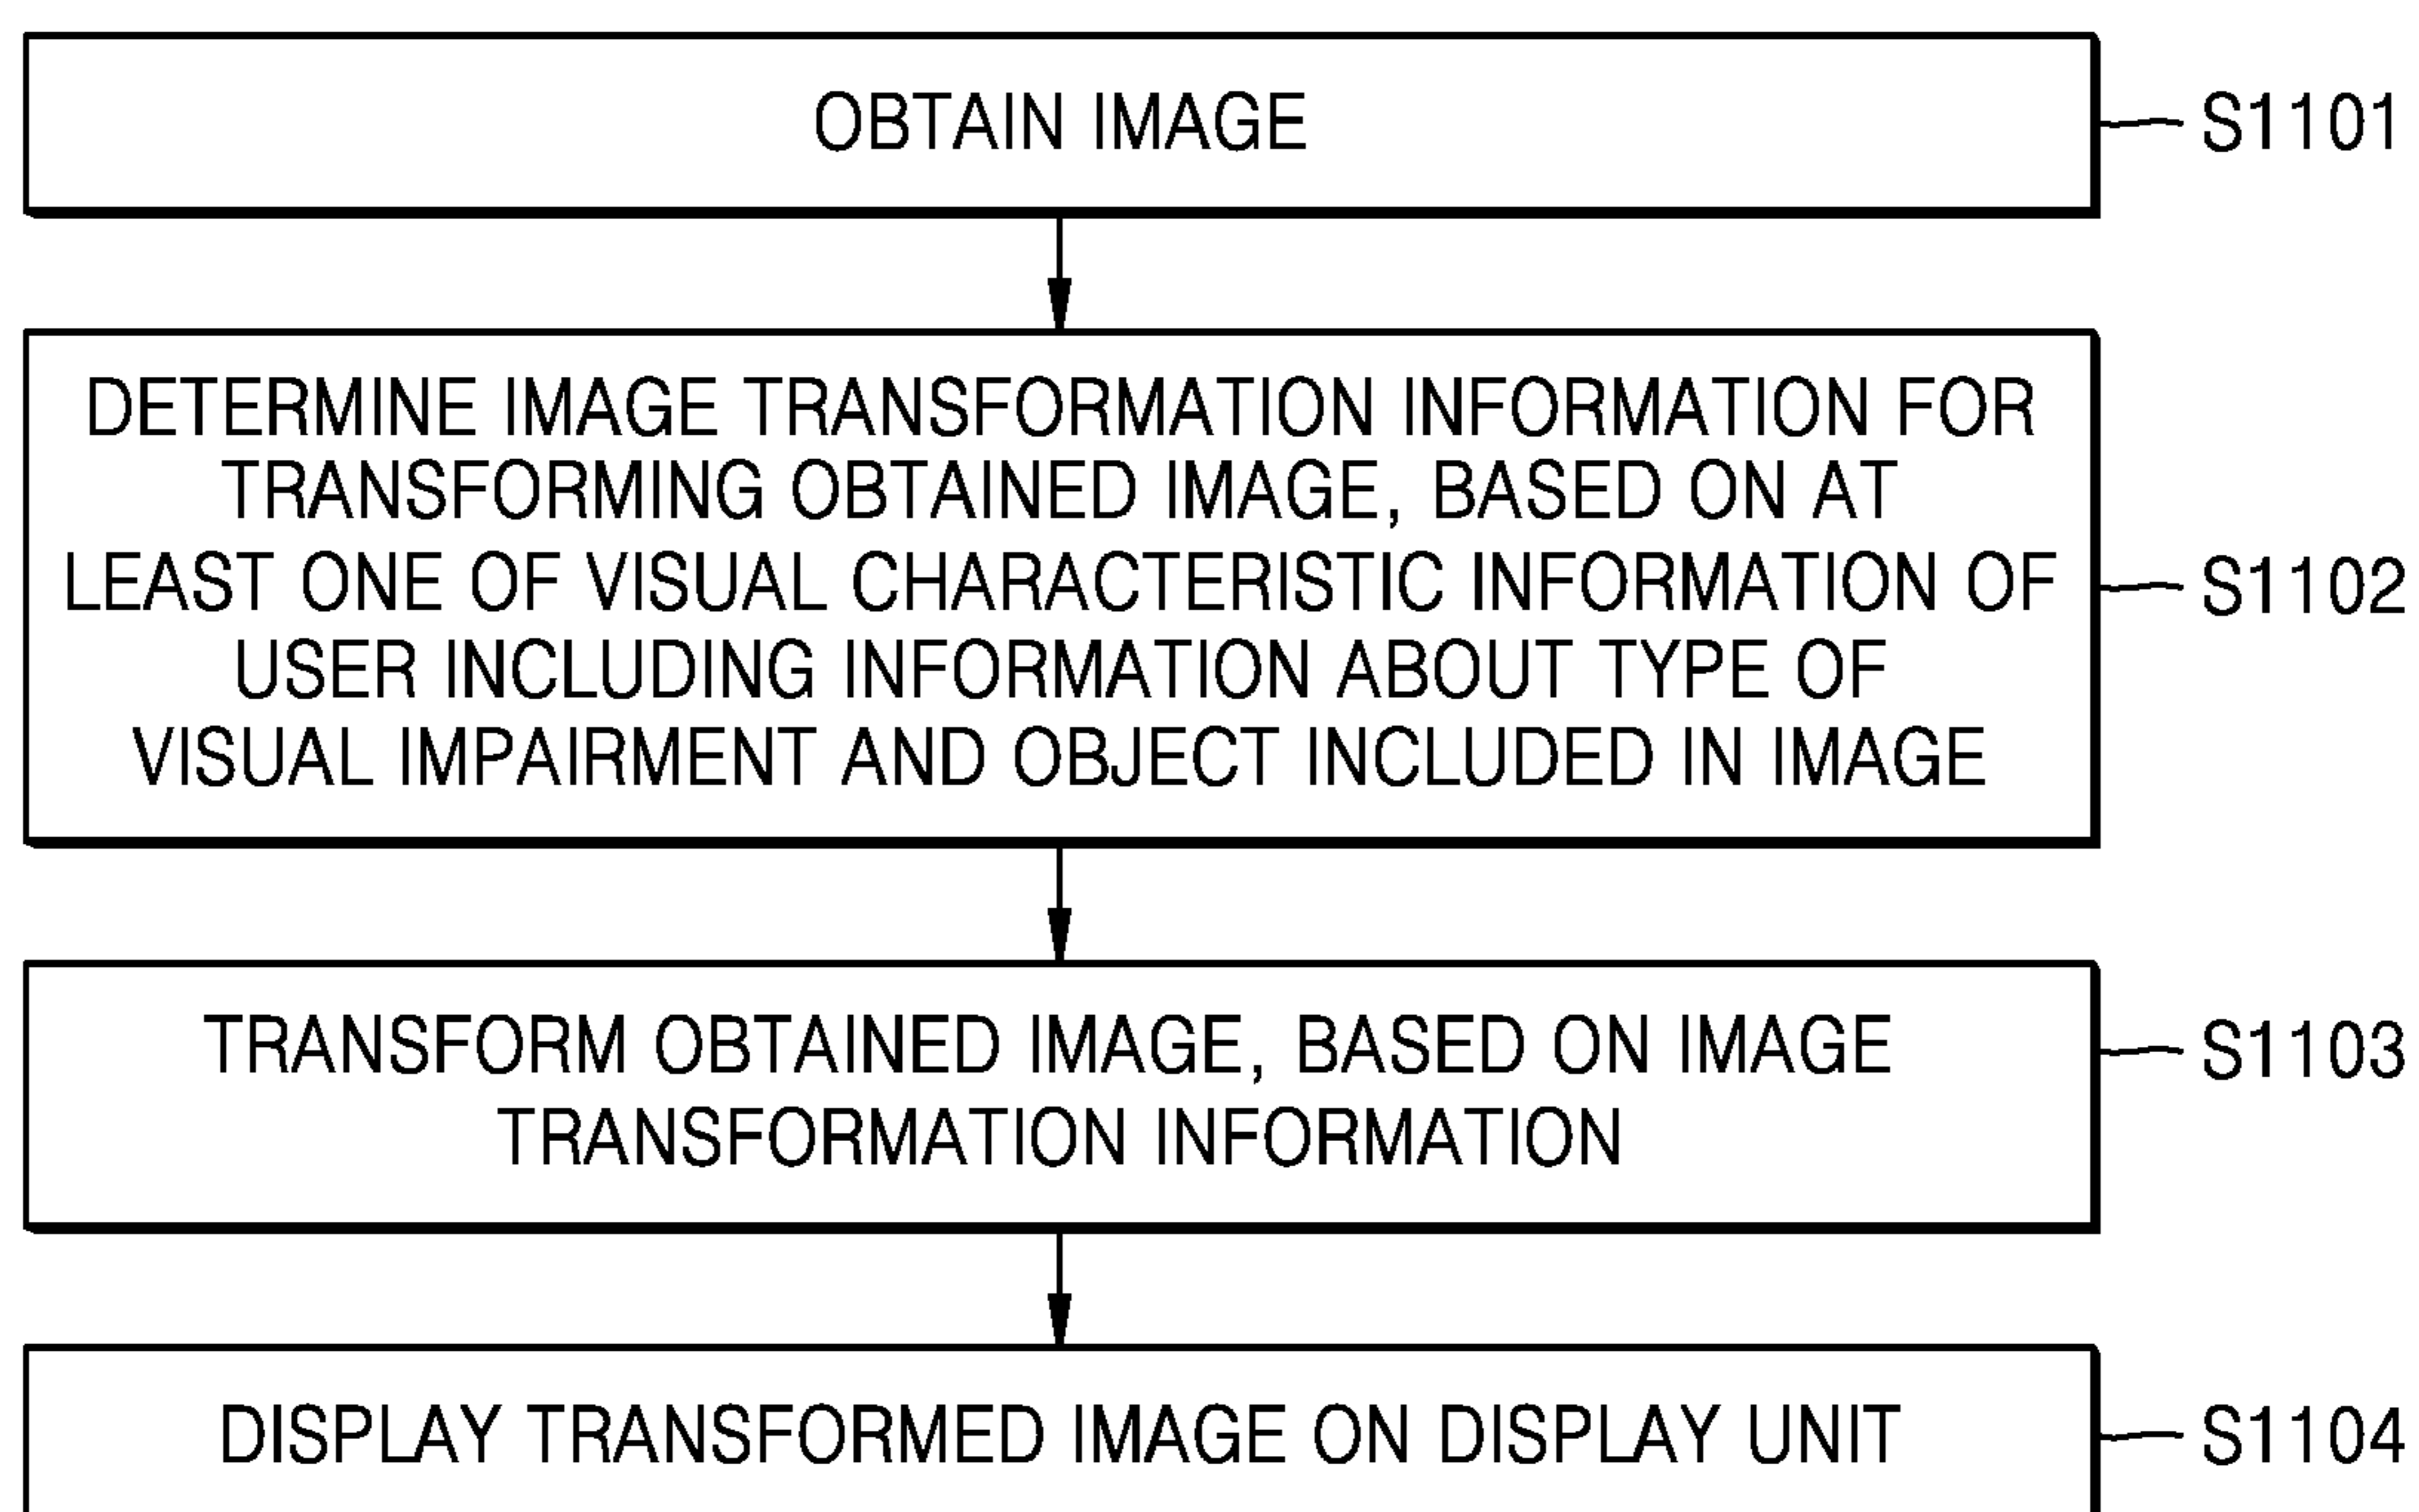 OBTAIN IMAGE
S1101
DETERMINE IMAGE TRANSFORMATION INFORMATION FOR
TRANSFORMING OBTAINED IMAGE, BASED ON AT
LEAST ONE OF VISUAL CHARACTERISTIC INFORMATION OF
USER INCLUDING INFORMATION ABOUT TYPE OF
VISUAL IMPAIRMENT AND OBJECT INCLUDED IN IMAGE
S1102
TRANSFORM OBTAINED IMAGE, BASED ON IMAGE
TRANSFORMATION INFORMATION
S1103
DISPLAY TRANSFORMED IMAGE ON DISPLAY UNIT
S1104